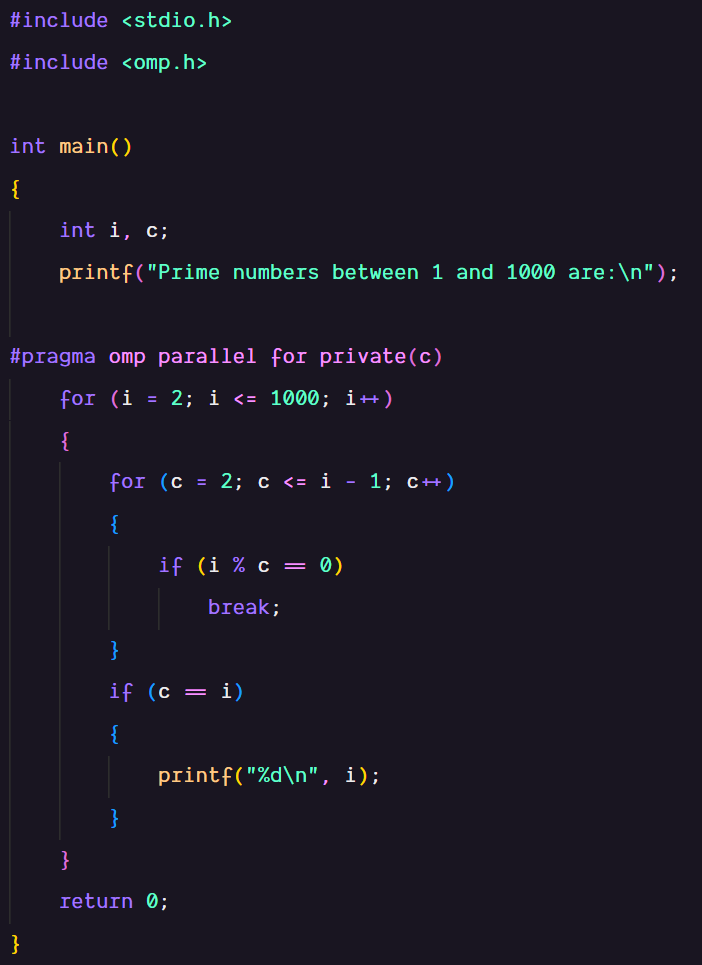 #include <stdio.h>
#include <omp.h>
int main()
{
    int i, c;
    printf("Prime numbers between 1 and 1000 are:\n");
#pragma omp parallel for private(c)
    for (i = 2; i <= 1000; i++)
    {
        for (c = 2; c <= i - 1; c++)
        {
            if (i % c == 0)
                break;
        }
        if (c == i)
        {
            printf("%d\n", i);
        }
    }
    return 0;
}